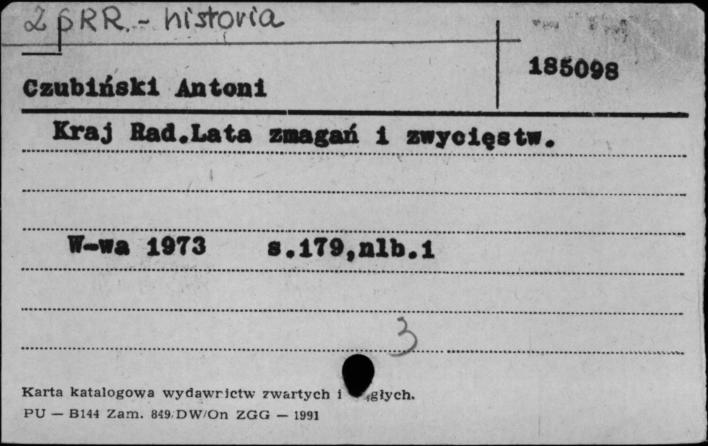 ZSRR. - historia
185098
Czubiński Antoni
Kraj Rad.Lata zmagań i zwycięstw.
W-wa 1973 s.179,nlb.1
3
Karta katalogowa wydawnictw zwartych i głych.
PU — B144 Zam. 849/DW/On ZGG — 1991